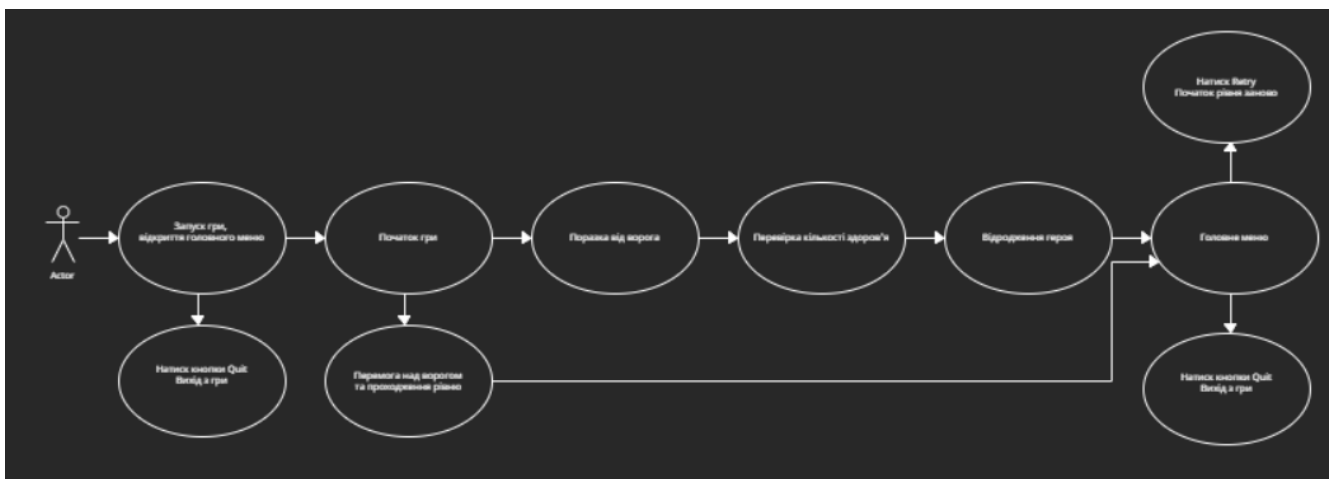 Натиск Retry
Початок рівня заново
Actor
Запуск гри,
відкриття головного меню
Початок гри
Поразка від ворога
Перевірка кількості здоров'я
Відродження героя
Головне меню
Натиск кнопки Quit
Вихід з гри
Перемога над ворогом
та проходження рівню
Натиск кнопки Quit
Вихід з гри